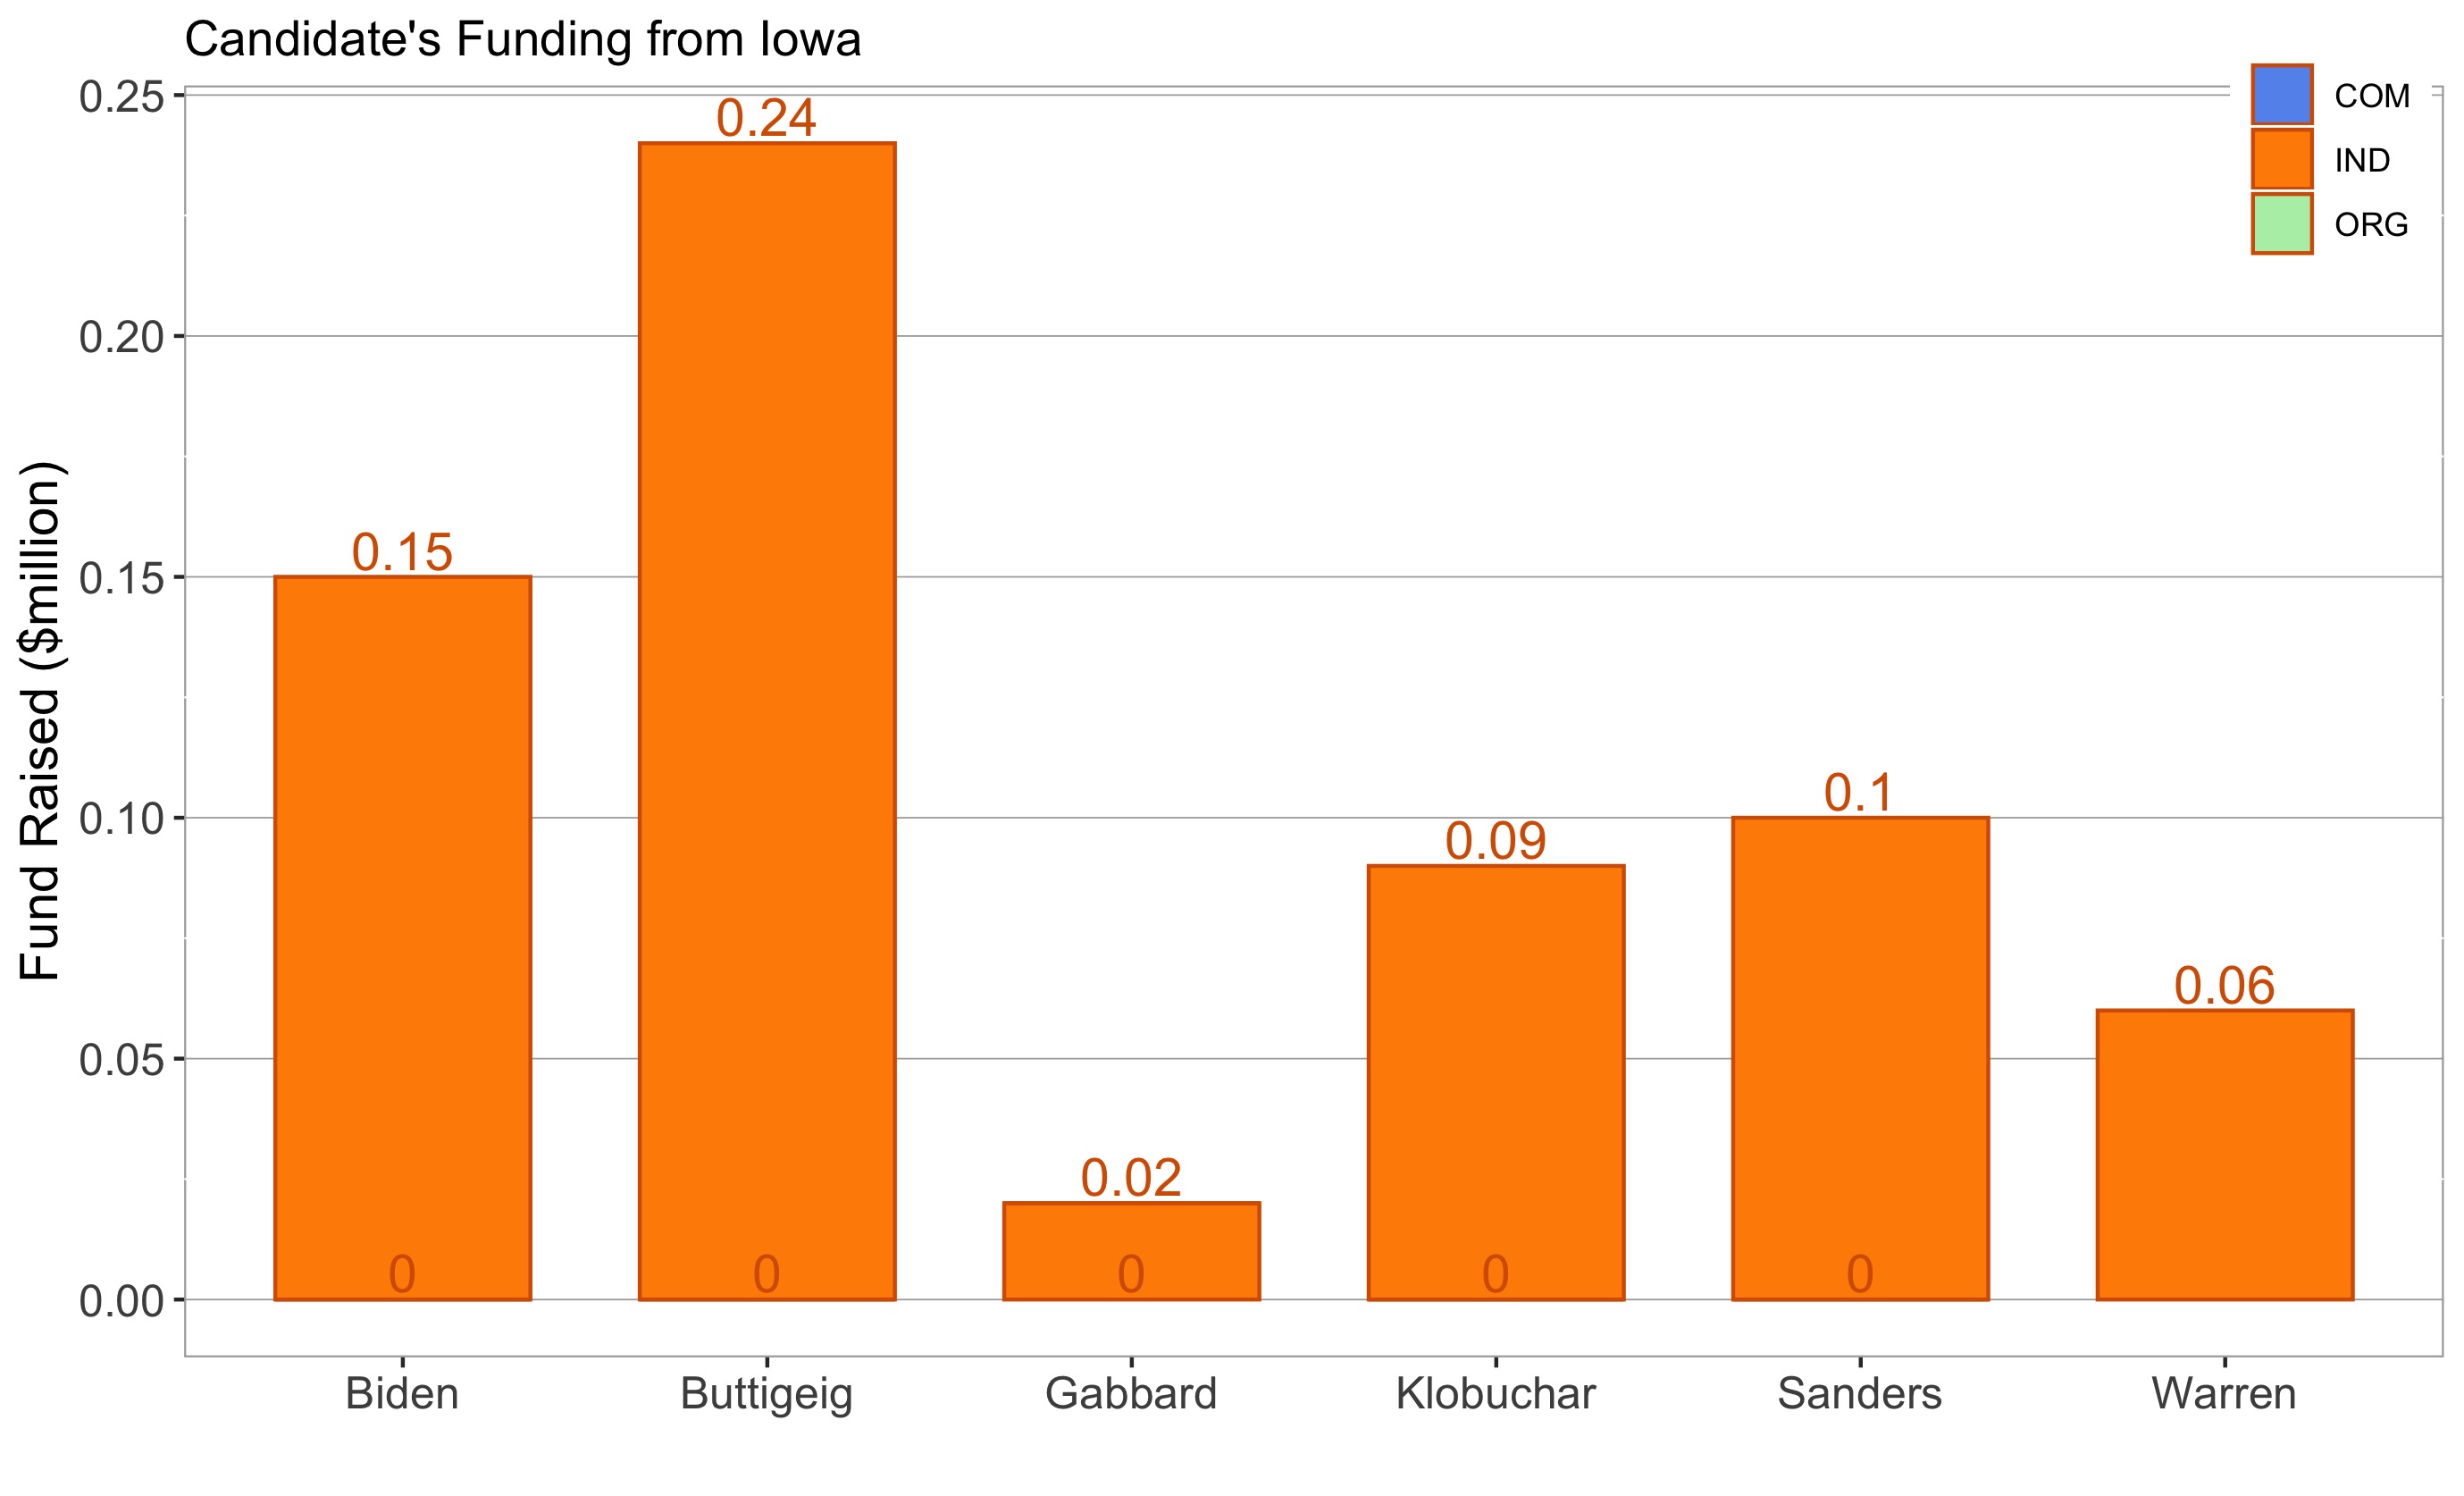 Candidate's Funding from Iowa
COM
IND
ORG
Fund Raised ($million)
0.25
0.20
0.15
0.10
0.05
0.00
0.15
0.24
0.02
0.09
0.1
0.06
0
0
0
0
0
Biden
Buttigeig
Gabbard
Klobuchar
Sanders
Warren